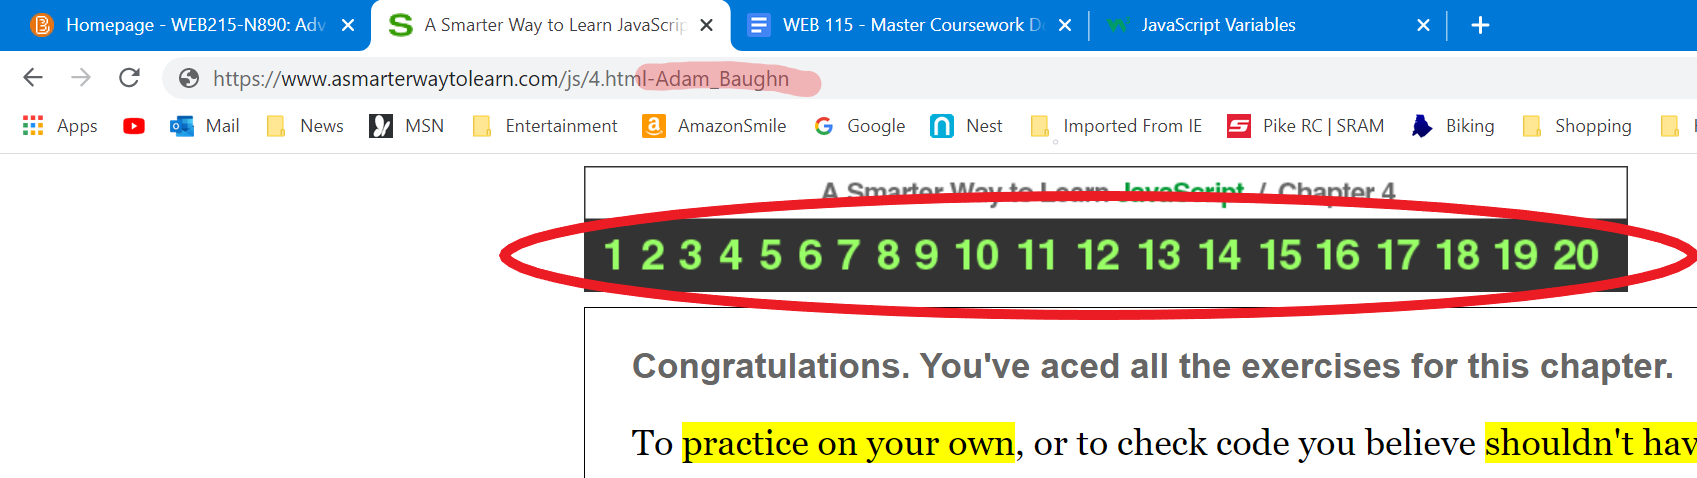 Homepage - WEB215-N890: Adv
A Smarter Way to Learn JavaScrip
WEB 115 - Master Coursework Do
JavaScript Variables
https://www.asmarterwaytolearn.com/js/4.html-Adam_Baughn
Apps Mail News MSN Entertainment AmazonSmile Google Nest Imported From IE Pike RC | SRAM Biking Shopping
A Smarter Way to Learn JavaScript / Chapter 4
1 2 3 4 5 6 7 8 9 10 11 12 13 14 15 16 17 18 19 20
Congratulations. You've aced all the exercises for this chapter.
To practice on your own, or to check code you believe shouldn't hav